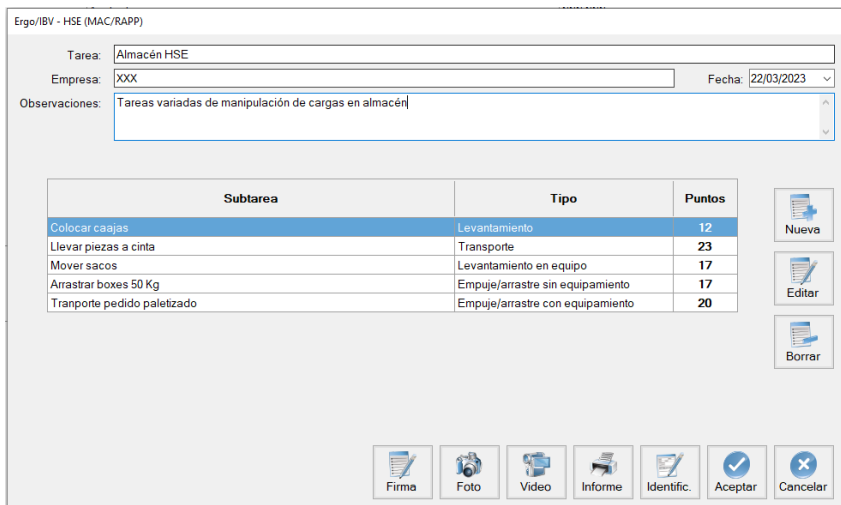 Ergo/IBV - HSE (MAC/RAPP)
Tarea: Almacén HSE
Empresa: XXX Fecha: 22/03/2023
Observaciones: Tareas variadas de manipulación de cargas en almacén
Subtarea Tipo Puntos
Colocar caajas Levantamiento 12
Llevar piezas a cinta Transporte 23
Mover sacos Levantamiento en equipo 17
Arrastrar boxes 50 Kg Empuje/arrastre sin equipamiento 17
Tranporte pedido paletizado Empuje/arrastre con equipamiento 20
Nueva
Editar
Borrar
Firma Foto Video Informe Identific. Aceptar Cancelar